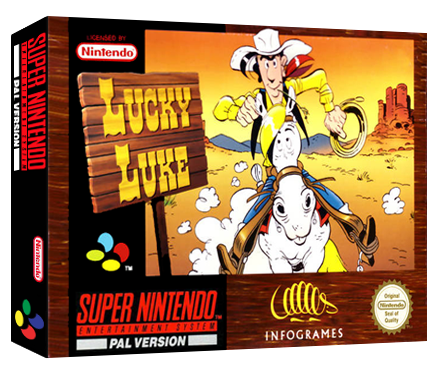 SUPER NINTENDO
PAL VERSION
Nintendo
LICENSED BY
Nintendo
LUCKY
LUKE
TM
SUPER NINTENDO
ENTERTAINMENT SYSTEM
PAL VERSION
INFOGRAMES
Original
Nintendo
Seal of
Quality